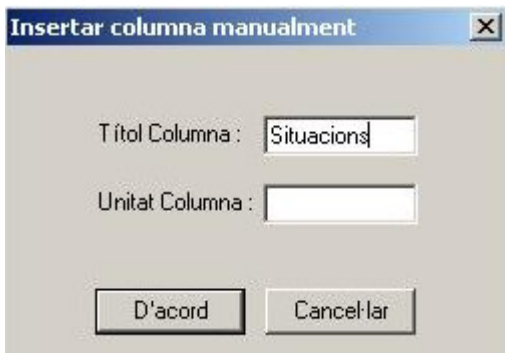 Insertar columna manualment
Títol Columna : Situacions
Unitat Columna :
D'acord Cancel·lar